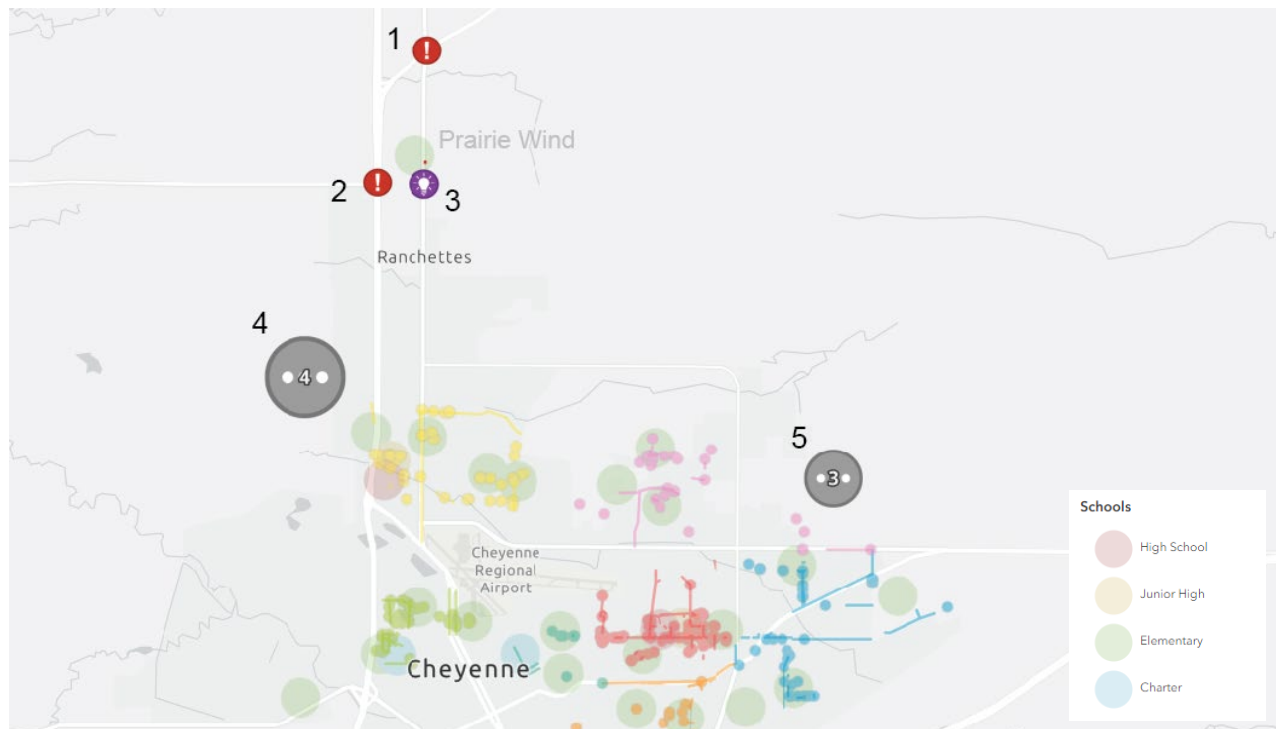 1
!
Prairie Wind
2
!
3
Ranchettes
4
4
5
3
Schools
High School
Junior High
Elementary
Charter
Cheyenne
Regional
Airport
Cheyenne